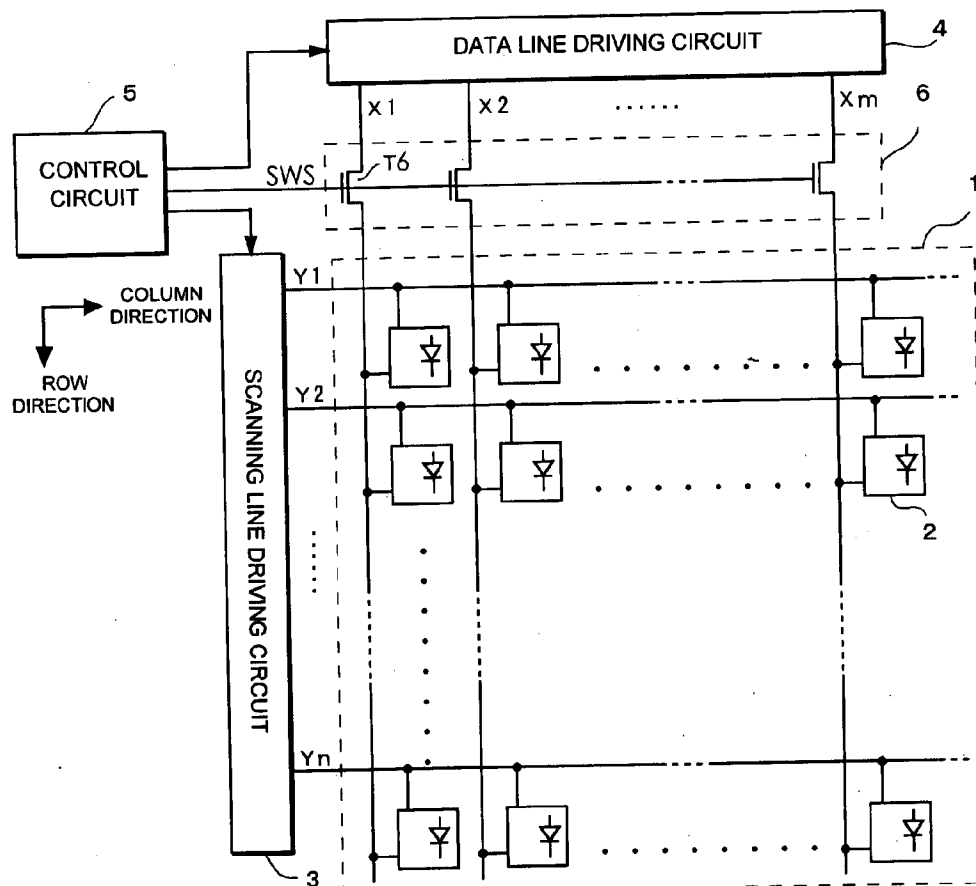 DATA LINE DRIVING CIRCUIT
4
5
X1
X2
Xm
6
CONTROL
CIRCUIT
SWS
T6
1
Y1
COLUMN
DIRECTION
ROW
DIRECTION
SCANNING LINE DRIVING CIRCUIT
Y2
2
Yn
3